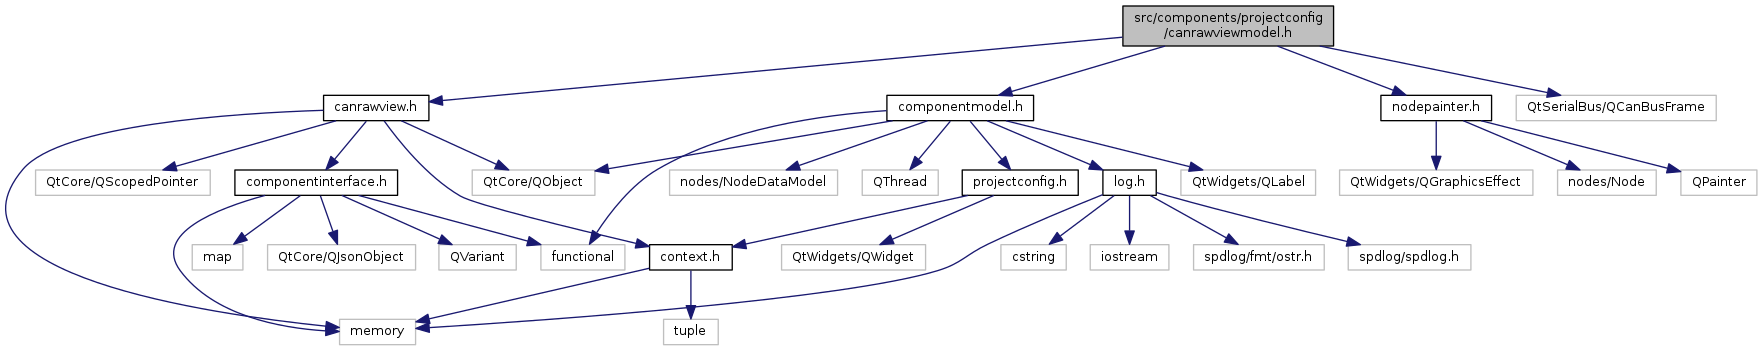 src/components/projectconfig
/canrawviewmodel.h
canrawview.h
componentmodel.h
nodepainter.h
QtSerialBus/QCanBusFrame
QtCore/QScopedPointer
componentinterface.h
QtCore/QObject
nodes/NodeDataModel
QThread
projectconfig.h
log.h
QtWidgets/QLabel
QtWidgets/QGraphicsEffect
nodes/Node
QPainter
map
QtCore/QJsonObject
QVariant
functional
context.h
QtWidgets/QWidget
cstring
iostream
spdlog/fmt/ostr.h
spdlog/spdlog.h
memory
tuple